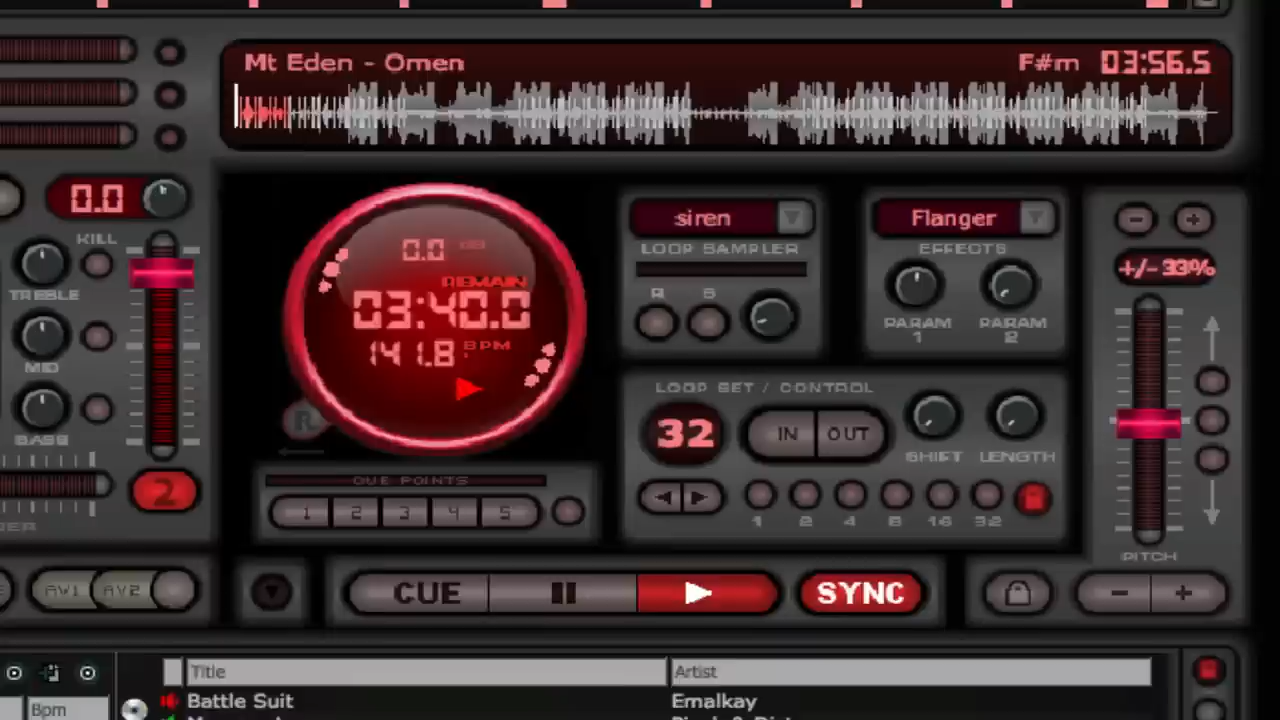 Mt Eden - Omen F#m 03:56.5
0.0
KILL
TREBLE
MID
BASS
2
0.0
REMAIN
03:40.0
141.8 BPM
R
siren
LOOP SAMPLER
R S
Flanger
EFFECTS
PARAM 1 PARAM 2
+/- 33%
LOOP SET / CONTROL
32 IN OUT
SHIFT LENGTH
1 2 4 8 16 32
PITCH
CUE POINTS
1 2 3 4 5
AV1 AV2
CUE SYNC
- +
Title Artist
Bpm
Battle Suit Emalkay